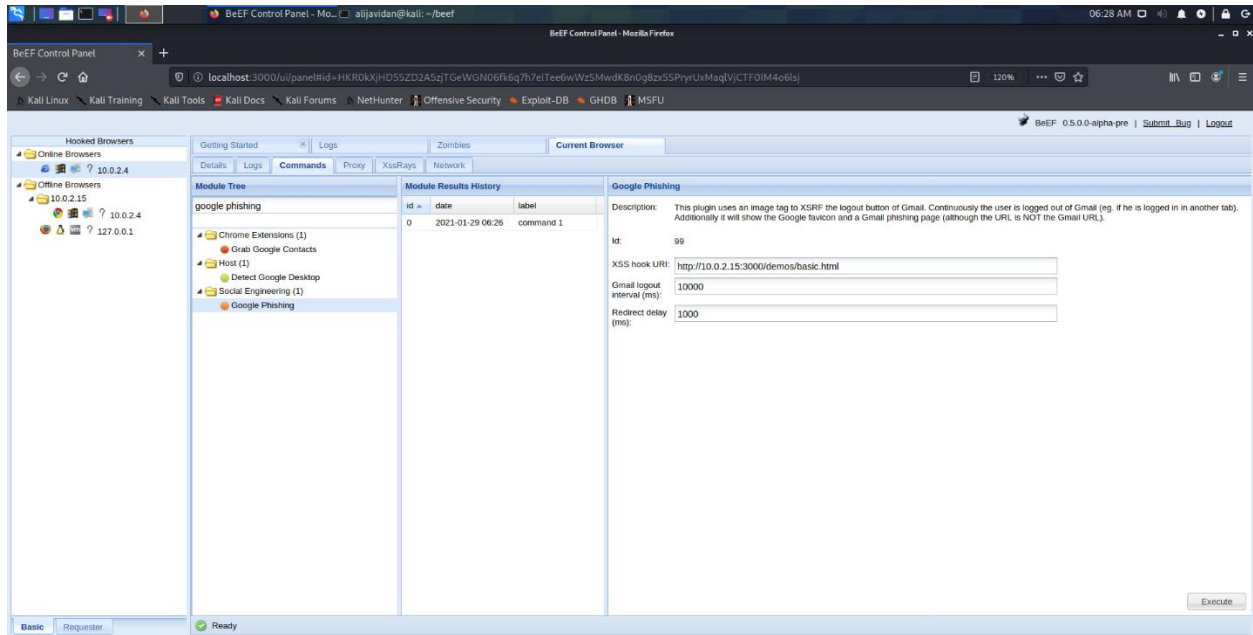 BeEF Control Panel - Mo... alijavidan@kali: ~/beef 06:28 AM
BeEF Control Panel - Mozilla Firefox
BeEF Control Panel
localhost:3000/ui/panel#id= 120%
Kali Linux Kali Training Kali Tools Kali Docs Kali Forums NetHunter Offensive Security Exploit-DB GHDB MSFU
BeEF 0.5.0.0-alpha-pre | Submit Bug | Logout
Hooked Browsers
Online Browsers
? 10.0.2.4
Offline Browsers
10.0.2.15
? 10.0.2.4
? 127.0.0.1
Getting Started Logs Zombies Current Browser
Details Logs Commands Proxy XssRays Network
Module Tree
google phishing
Chrome Extensions (1)
Grab Google Contacts
Host (1)
Detect Google Desktop
Social Engineering (1)
Google Phishing
Module Results History
id date label
0 2021-01-29 06:26 command 1
Google Phishing
Description: This plugin uses an image tag to XSRF the logout button of Gmail. Continuously the user is logged out of Gmail (eg. if he is logged in in another tab).
Additionally it will show the Google favicon and a Gmail phishing page (although the URL is NOT the Gmail URL).
Id: 99
XSS hook URI: http://10.0.2.15:3000/demos/basic.html
Gmail logout
interval (ms): 10000
Redirect delay
(ms): 1000
Execute
Basic Requester Ready